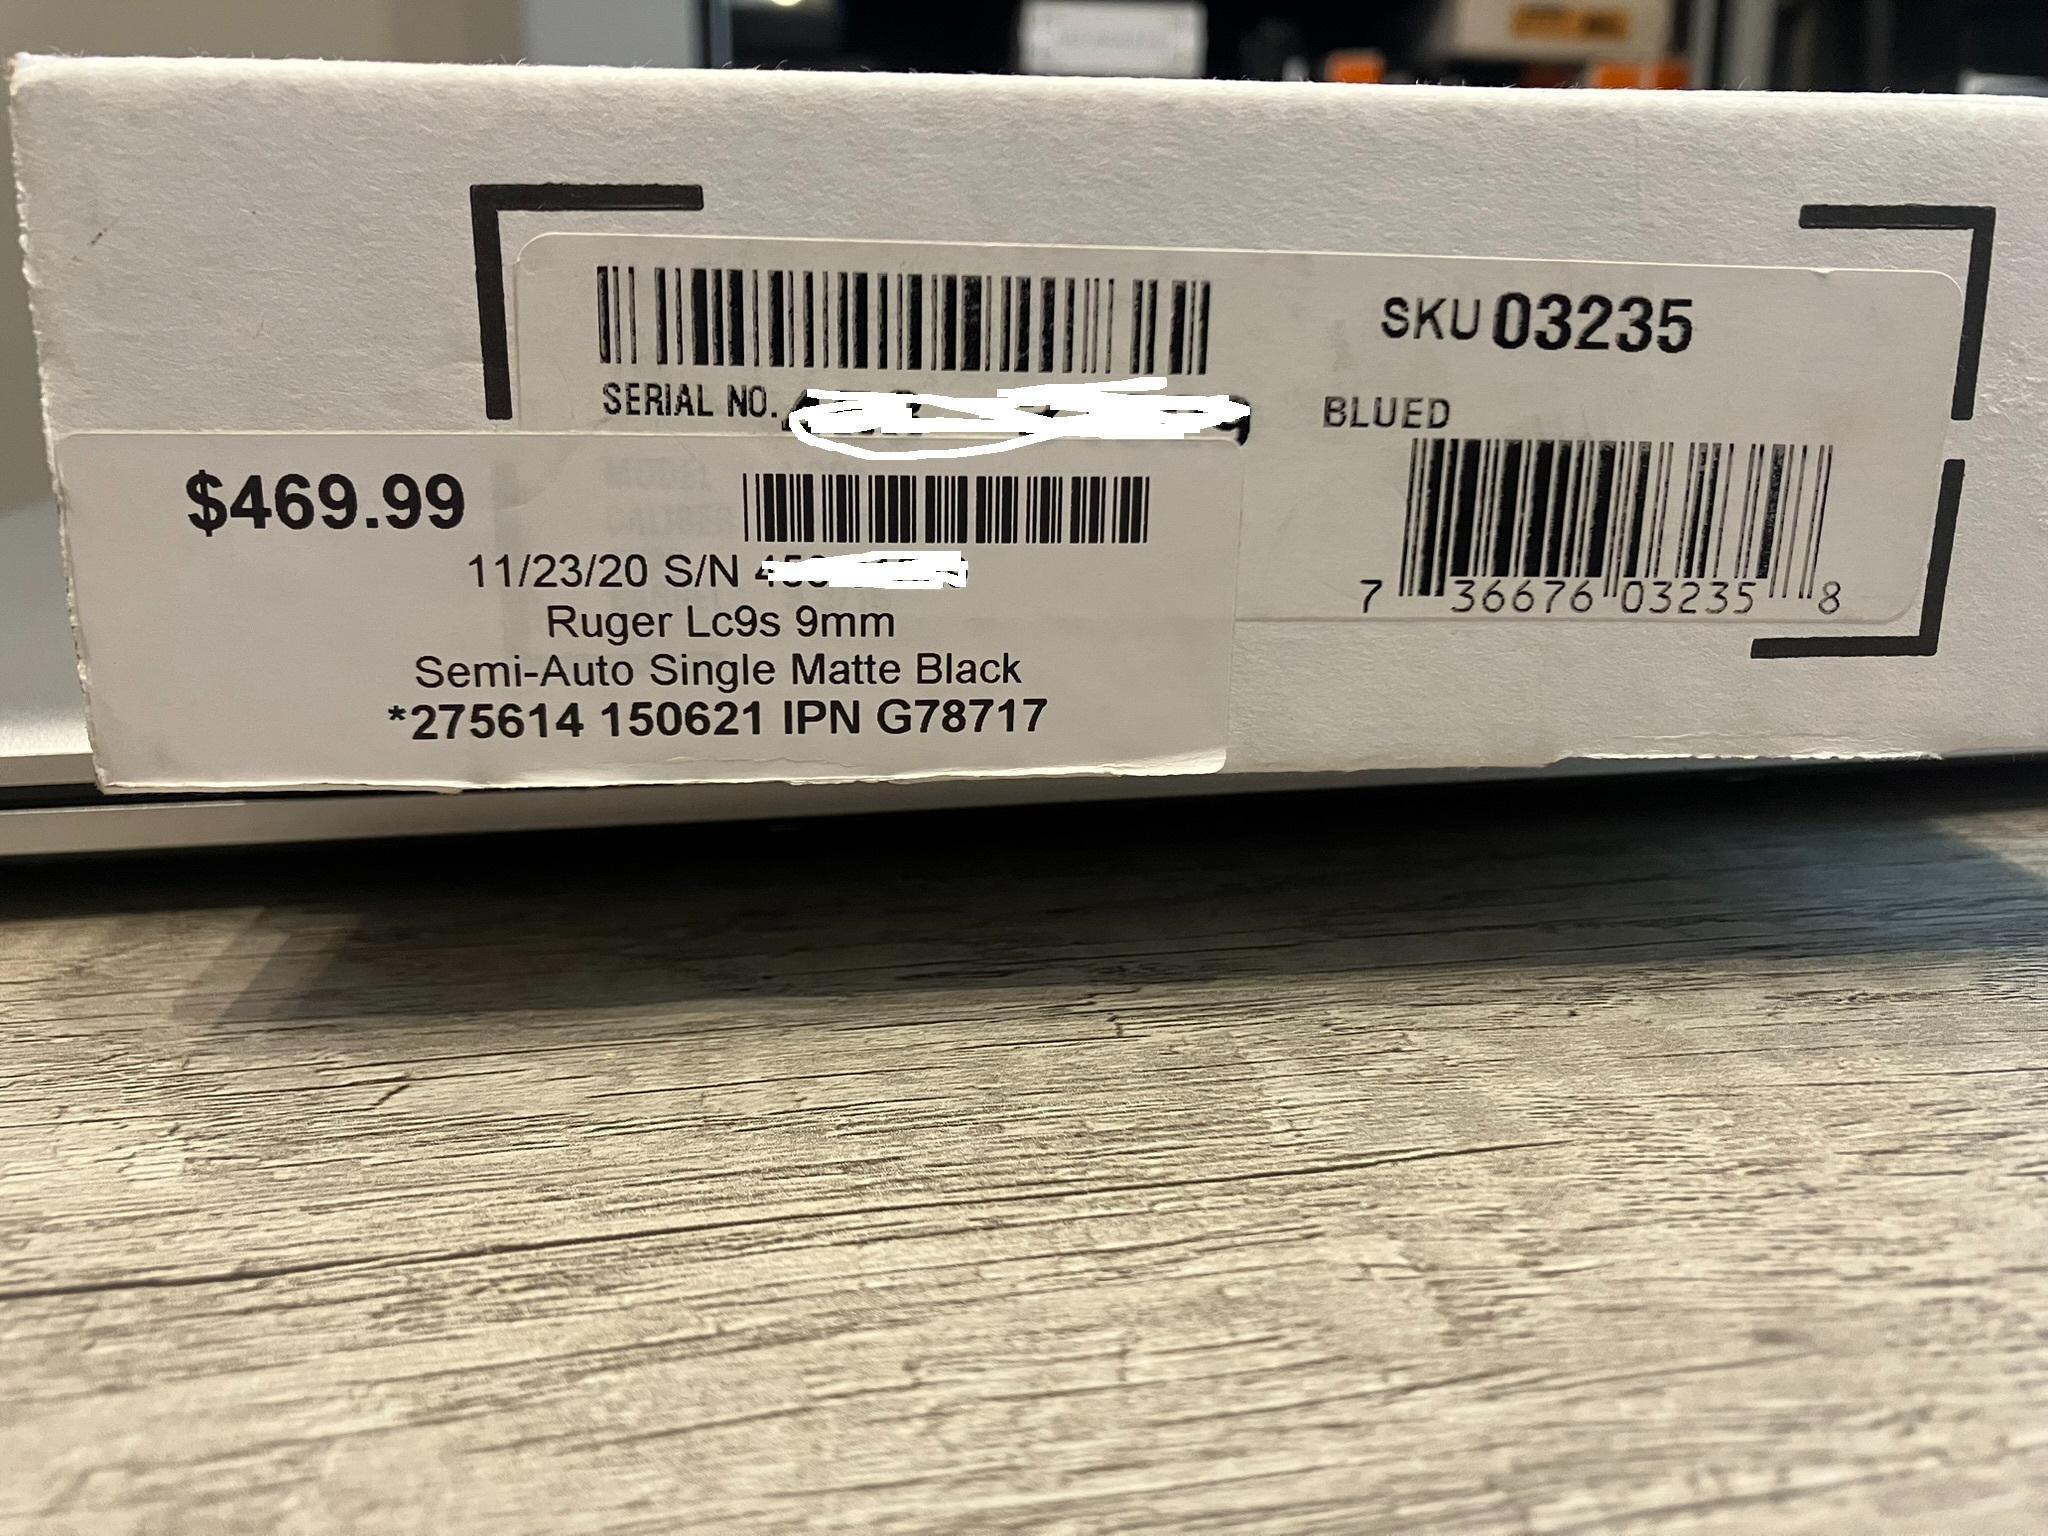 SKU 03235
SERIAL NO.
BLUED
$469.99
7 36676 03235 8
11/23/20 S/N
Ruger Lc9s 9mm
Semi-Auto Single Matte Black
*275614 150621 IPN G78717